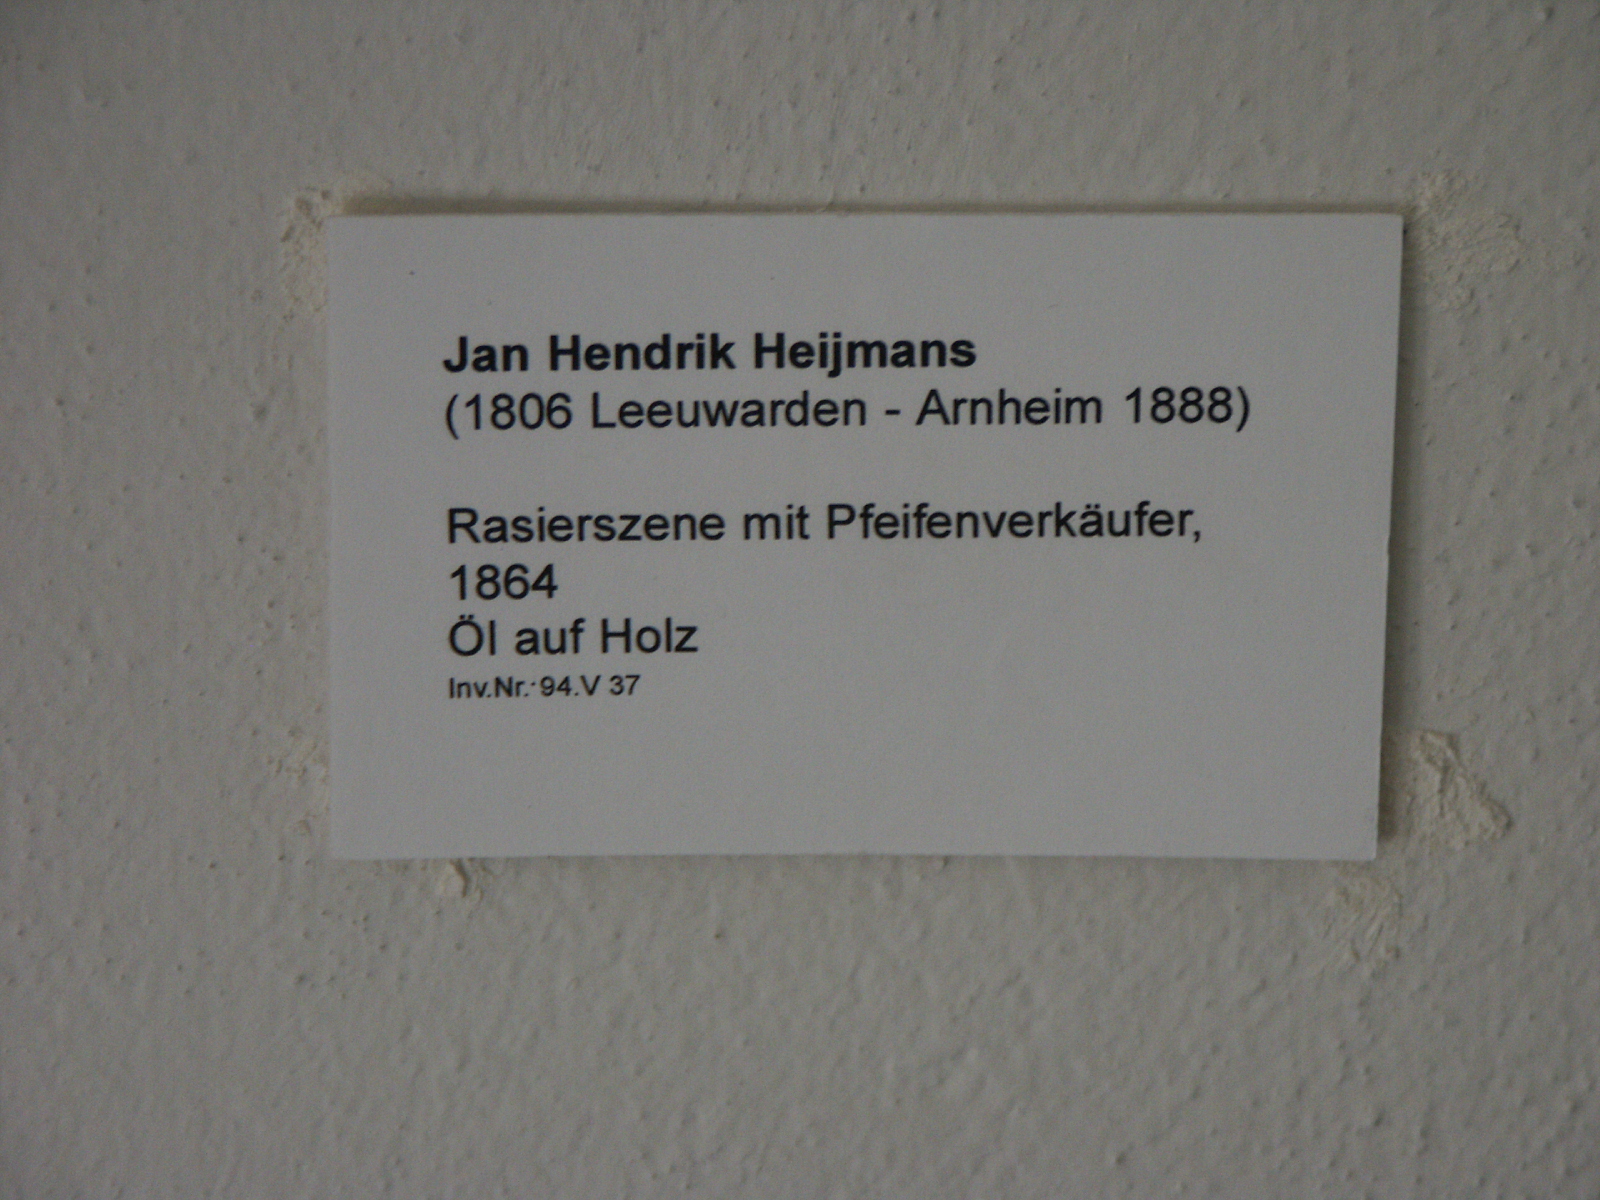 Jan Hendrik Heijmans
(1806 Leeuwarden - Arnheim 1888)
Rasierszene mit Pfeifenverkäufer,
1864
Öl auf Holz
Inv.Nr.: 94.V 37